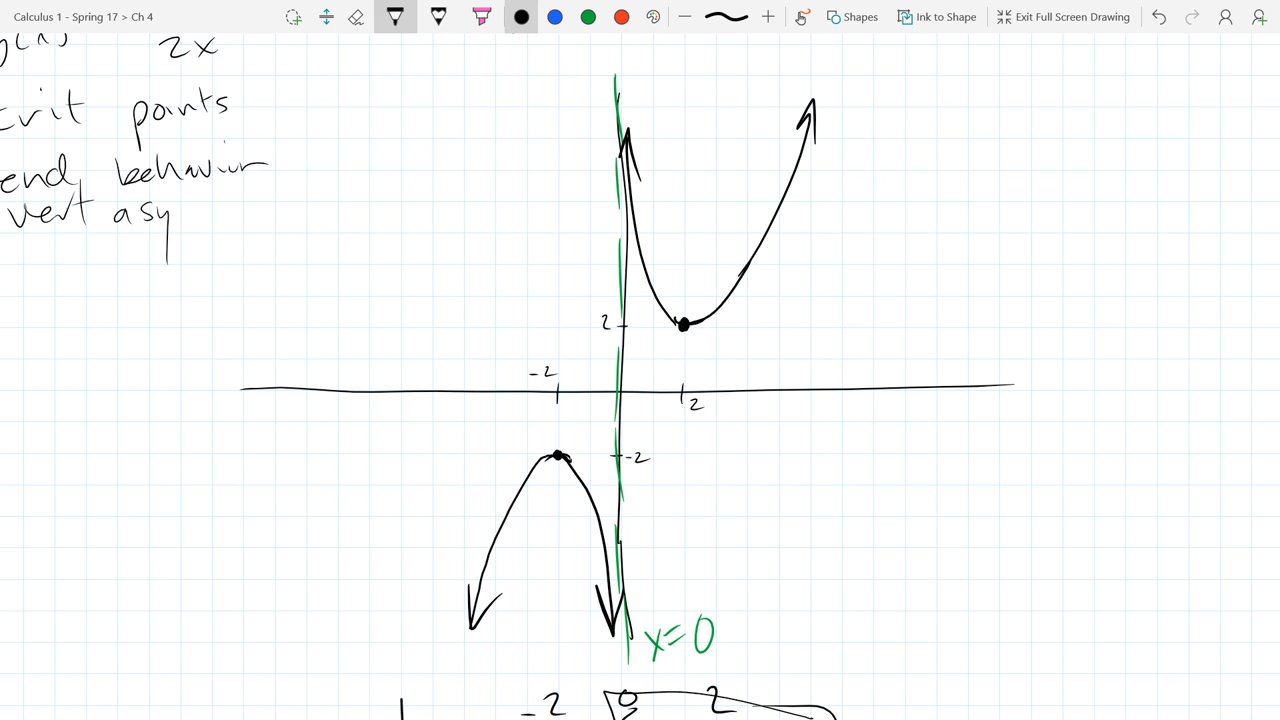 Calculus 1 - Spring 17 > Ch 4
Shapes
Ink to Shape
Exit Full Screen Drawing
2x
crit points
end behavior
vert asy
2
-2
2
-2
x=0
-2 0 2